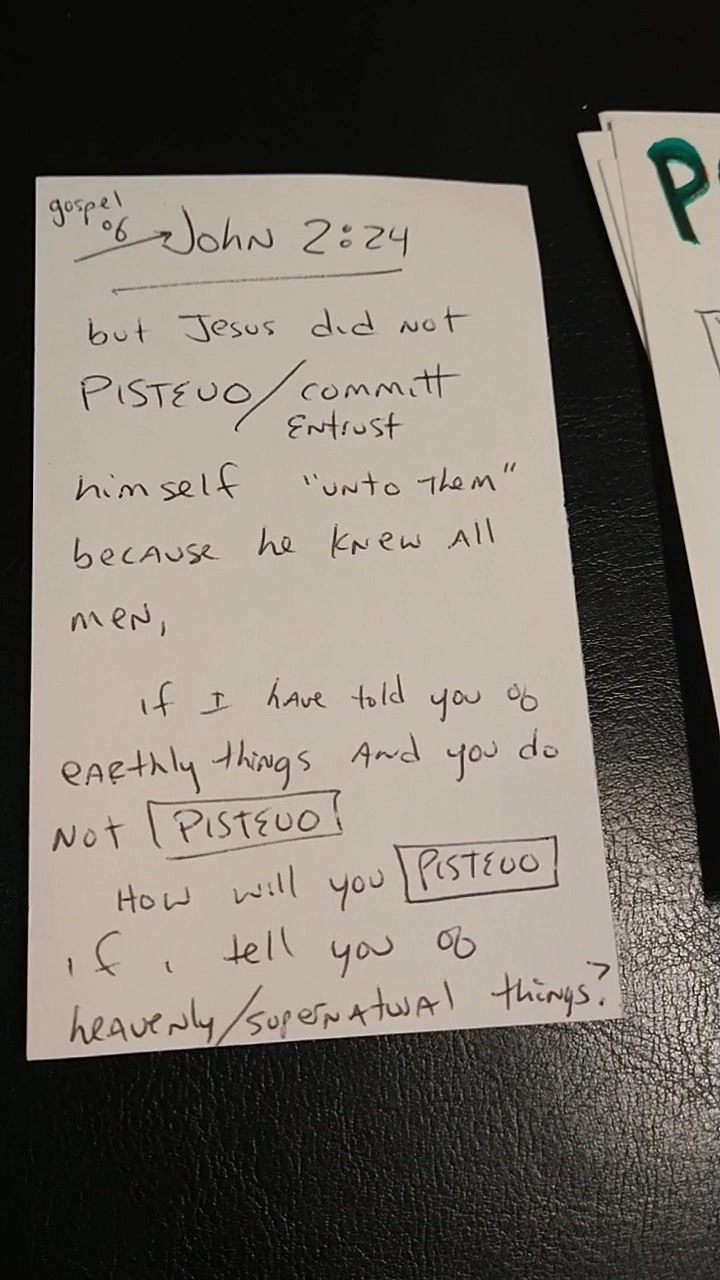 gospel
of → John 2:24
but Jesus did not
PISTEUO/committ
Entrust
himself "unto them"
because he knew All
men,
if I have told you of
earthly things And you do
not PISTEUO
How will you PISTEUO
if i tell you of
heavenly/supernatural things?
P